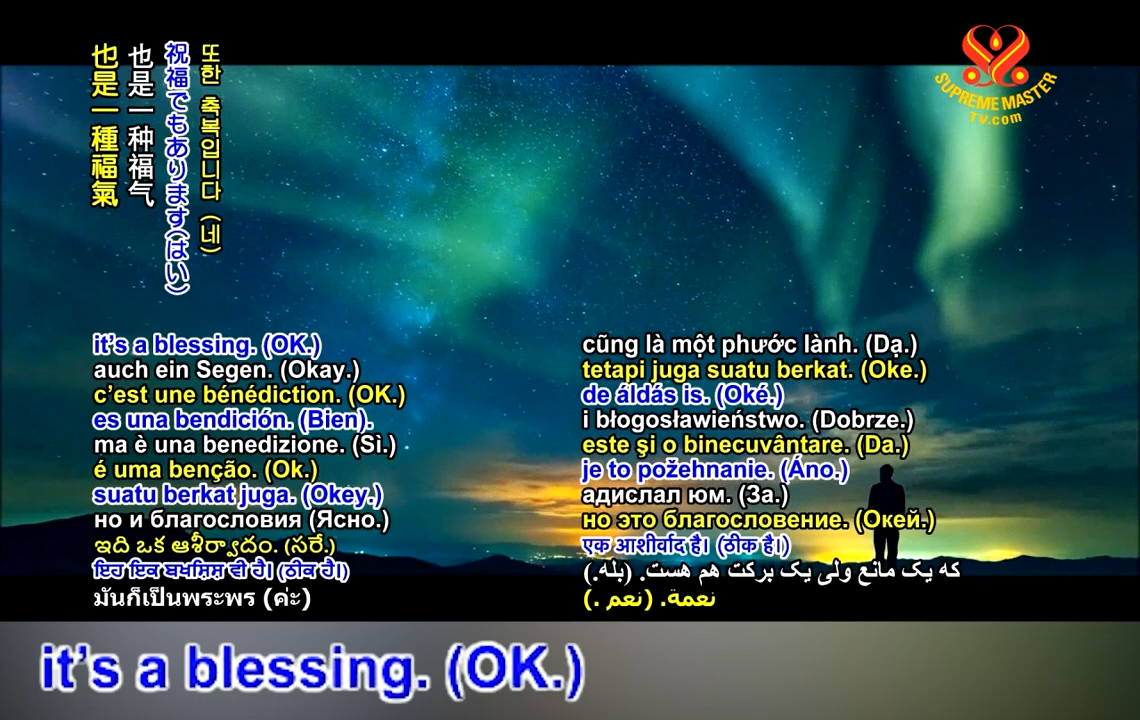 也是一種福氣
也是一种福气
祝福でもあります(はい)
또한 축복입니다 (네)
SUPREME MASTER
TV.com
it's a blessing. (OK.)
auch ein Segen. (Okay.)
c'est une bénédiction. (OK.)
es una bendición. (Bien).
ma è una benedizione. (Sì.)
é uma benção. (Ok.)
suatu berkat juga. (Okey.)
но и благословия (Ясно.)
ఇది ఒక ఆశీర్వాదం. (సరే.)
ਇਹ ਇਕ ਬਖਸ਼ਿਸ਼ ਵੀ ਹੈ। (ਠੀਕ ਹੈ।)
มันก็เป็นพระพร (ค่ะ)
cũng là một phước lành. (Dạ.)
tetapi juga suatu berkat. (Oke.)
de áldás is. (Oké.)
i błogosławieństwo. (Dobrze.)
este şi o binecuvântare. (Da.)
je to požehnanie. (Áno.)
адислал юм. (За.)
но это благословение. (Окей.)
एक आशीर्वाद है। (ठीक है।)
که یک مانع ولی یک برکت هم هست. (بله.)
نعمة. (نعم .)
it's a blessing. (OK.)